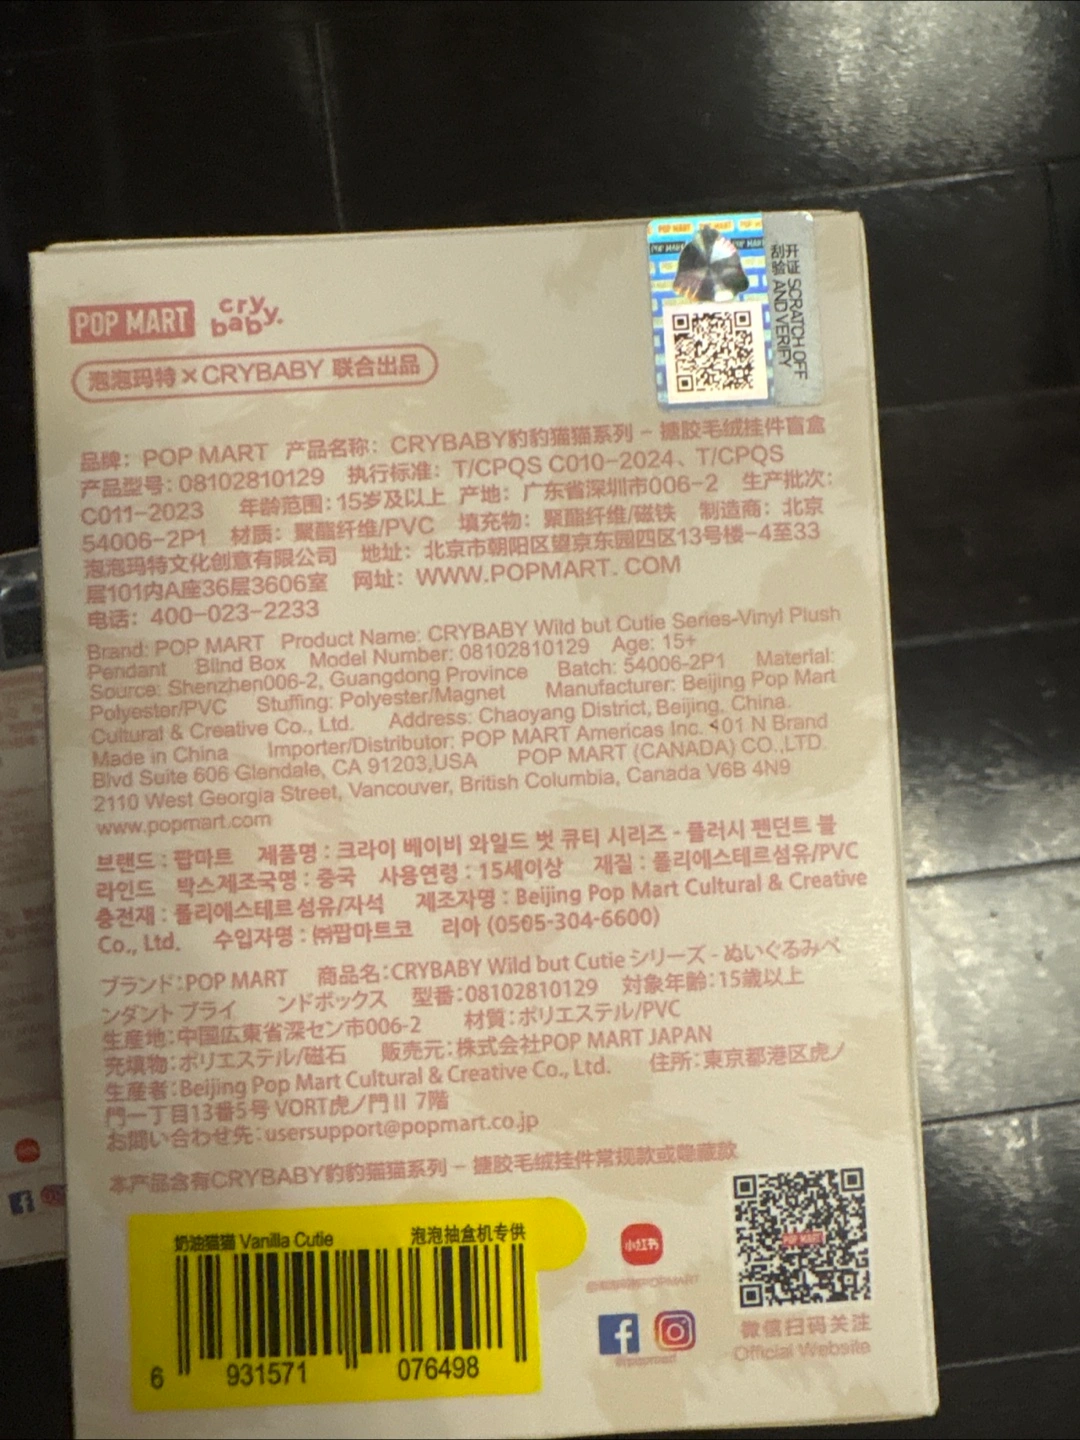 POP MART POP MART
POP MART POP MART
刮开
验证 SCRATCH OFF
AND VERIFY
POP MART cry baby.
泡泡玛特×CRYBABY 联合出品
品牌：POP MART 产品名称：CRYBABY豹豹猫猫系列 – 搪胶毛绒挂件盲盒
产品型号：08102810129 执行标准：T/CPQS C010-2024、T/CPQS
C011-2023 年龄范围：15岁及以上 产地：广东省深圳市006-2 生产批次：
54006-2P1 材质：聚酯纤维/PVC 填充物：聚酯纤维/磁铁 制造商：北京
泡泡玛特文化创意有限公司 地址：北京市朝阳区望京东园四区13号楼-4至33
层101内A座36层3606室 网址：WWW.POPMART. COM
电话：400-023-2233
Brand: POP MART Product Name: CRYBABY Wild but Cutie Series-Vinyl Plush
Pendant Blind Box Model Number: 08102810129 Age: 15+
Source: Shenzhen006-2, Guangdong Province Batch: 54006-2P1 Material:
Polyester/PVC Stuffing: Polyester/Magnet Manufacturer: Beijing Pop Mart
Cultural & Creative Co., Ltd. Address: Chaoyang District, Beijing, China.
Made in China Importer/Distributor: POP MART Americas Inc. 401 N Brand
Blvd Suite 606 Glendale, CA 91203,USA POP MART (CANADA) CO.,LTD.
2110 West Georgia Street, Vancouver, British Columbia, Canada V6B 4N9
www.popmart.com
브랜드 : 팝마트 제품명 : 크라이 베이비 와일드 벗 큐티 시리즈 - 플러시 펜던트 블
라인드 박스제조국명 : 중국 사용연령 : 15세이상 재질 : 폴리에스테르섬유/PVC
충전재 : 폴리에스테르섬유/자석 제조자명 : Beijing Pop Mart Cultural & Creative
Co., Ltd. 수입자명 : ㈜팝마트코 리아 (0505-304-6600)
ブランド：POP MART 商品名：CRYBABY Wild but Cutie シリーズ - ぬいぐるみペ
ンダント ブライ ンドボックス 型番：08102810129 対象年齢：15歳以上
生産地：中国広東省深セン市006-2 材質：ポリエステル/PVC
充填物：ポリエステル/磁石 販売元：株式会社POP MART JAPAN
生産者：Beijing Pop Mart Cultural & Creative Co., Ltd. 住所：東京都港区虎ノ
門一丁目13番5号 VORT虎ノ門Ⅱ 7階
お問い合わせ先：usersupport@popmart.co.jp
本产品含有CRYBABY豹豹猫猫系列 – 搪胶毛绒挂件常规款或隐藏款
奶油猫猫 Vanilla Cutie 泡泡抽盒机专供
6 931571 076498
小红书
@popmart
POP MART
微信扫码关注
Official Website